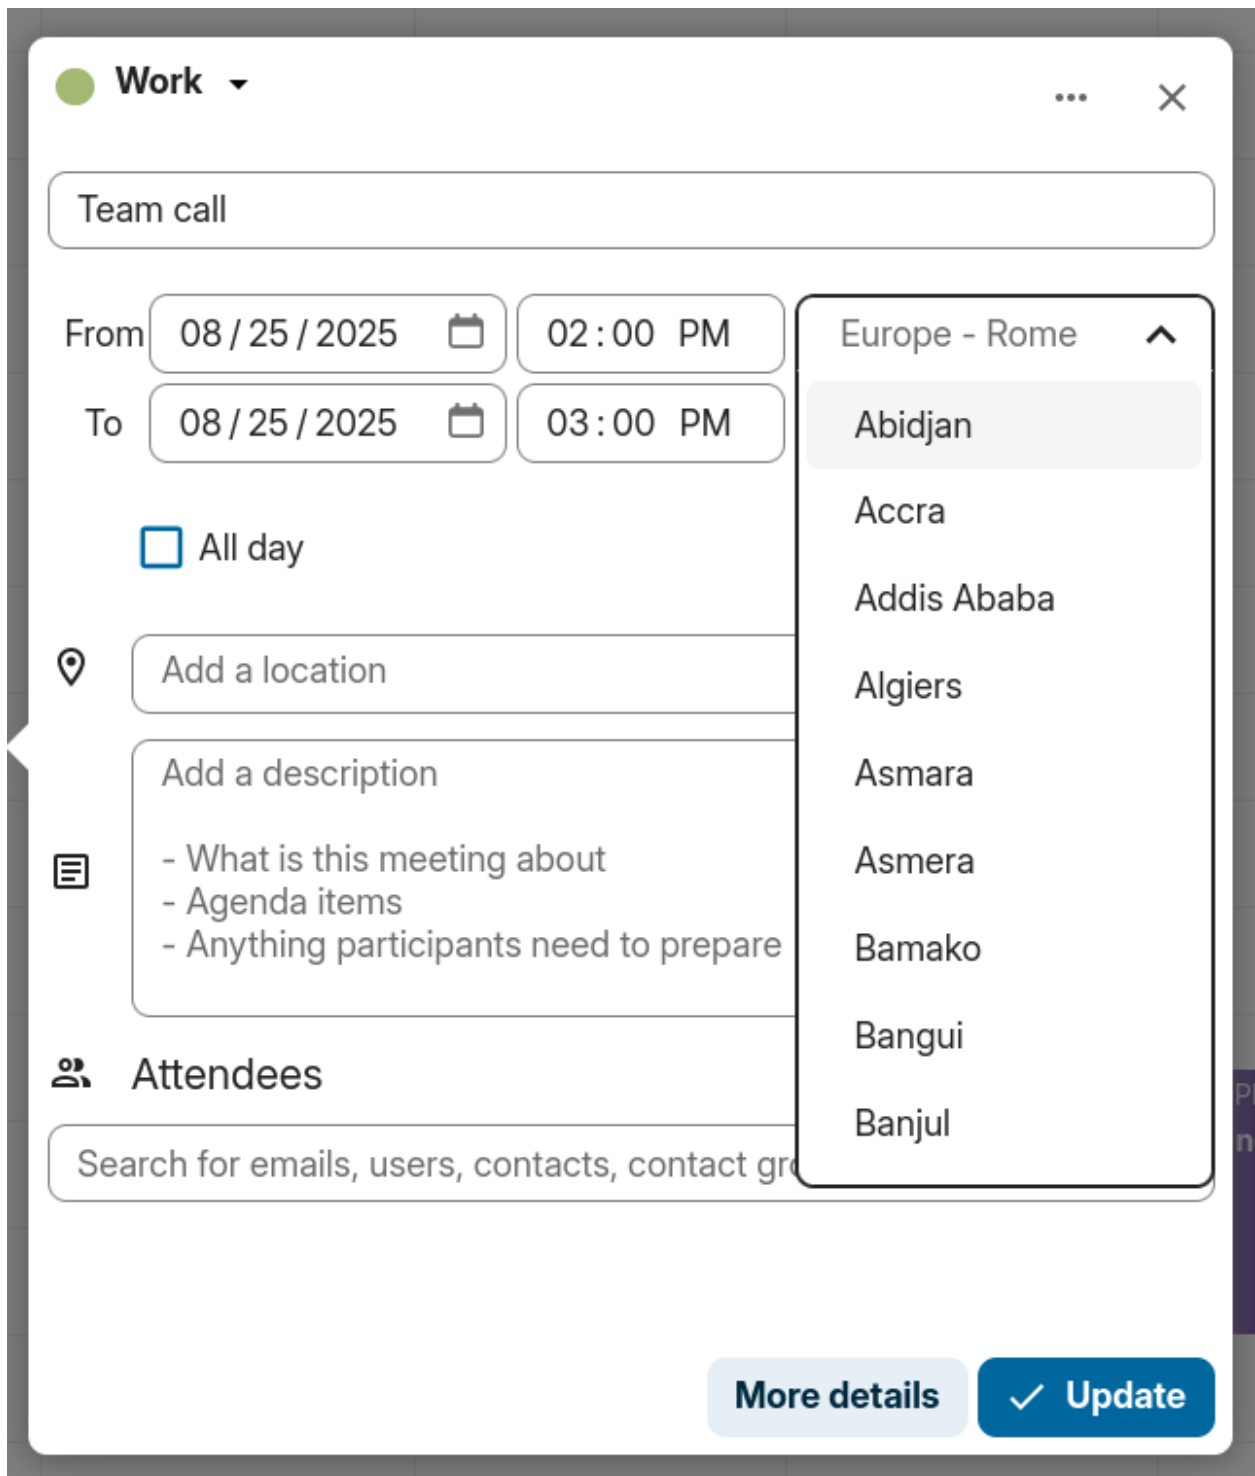 Work
Team call
From 08/25/2025 02:00 PM Europe - Rome
To 08/25/2025 03:00 PM
All day
Add a location
Add a description
- What is this meeting about
- Agenda items
- Anything participants need to prepare
Attendees
Search for emails, users, contacts, contact gro
Abidjan
Accra
Addis Ababa
Algiers
Asmara
Asmera
Bamako
Bangui
Banjul
More details
Update